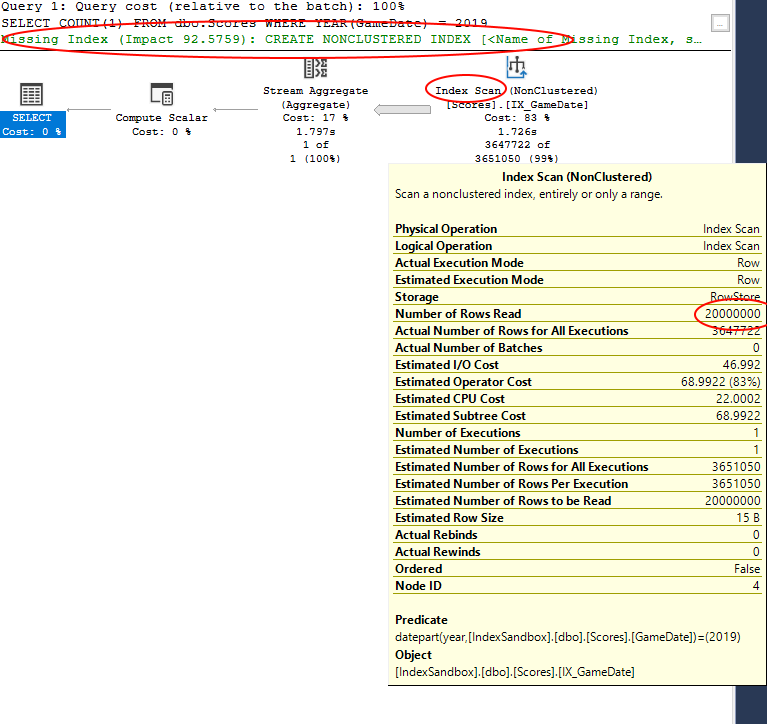 Query 1: Query cost (relative to the batch): 100%
SELECT COUNT(1) FROM dbo.Scores WHERE YEAR(GameDate) = 2019
Missing Index (Impact 92.5759): CREATE NONCLUSTERED INDEX [<Name of Missing Index, s…
...
SELECT
Cost: 0 %
Compute Scalar
Cost: 0 %
Stream Aggregate
(Aggregate)
Cost: 17 %
1.797s
1 of
1 (100%)
Index Scan (NonClustered)
[Scores].[IX_GameDate]
Cost: 83 %
1.726s
3647722 of
3651050 (99%)
Index Scan (NonClustered)
Scan a nonclustered index, entirely or only a range.
Physical Operation Index Scan
Logical Operation Index Scan
Actual Execution Mode Row
Estimated Execution Mode Row
Storage RowStore
Number of Rows Read 20000000
Actual Number of Rows for All Executions 3647722
Actual Number of Batches 0
Estimated I/O Cost 46.992
Estimated Operator Cost 68.9922 (83%)
Estimated CPU Cost 22.0002
Estimated Subtree Cost 68.9922
Number of Executions 1
Estimated Number of Executions 1
Estimated Number of Rows for All Executions 3651050
Estimated Number of Rows Per Execution 3651050
Estimated Number of Rows to be Read 20000000
Estimated Row Size 15 B
Actual Rebinds 0
Actual Rewinds 0
Ordered False
Node ID 4
Predicate
datepart(year,[IndexSandbox].[dbo].[Scores].[GameDate])=(2019)
Object
[IndexSandbox].[dbo].[Scores].[IX_GameDate]